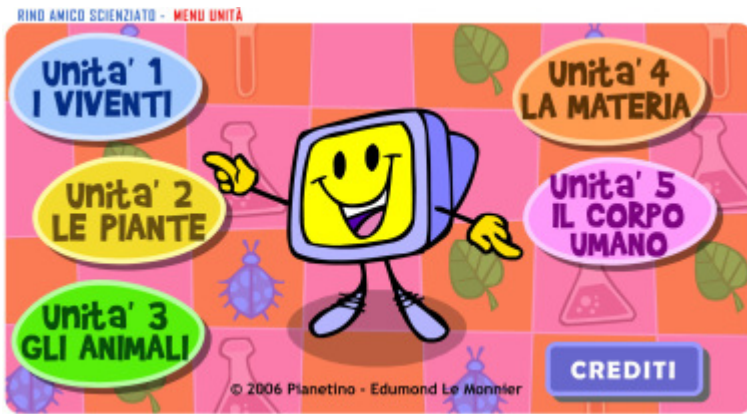 RINO AMICO SCIENZIATO - MENU UNITÀ
Unita' 1
I VIVENTI
Unita' 2
LE PIANTE
Unita' 3
GLI ANIMALI
Unita' 4
LA MATERIA
Unita' 5
IL CORPO
UMANO
CREDITI
© 2006 Pianetino - Edumond Le Monnier